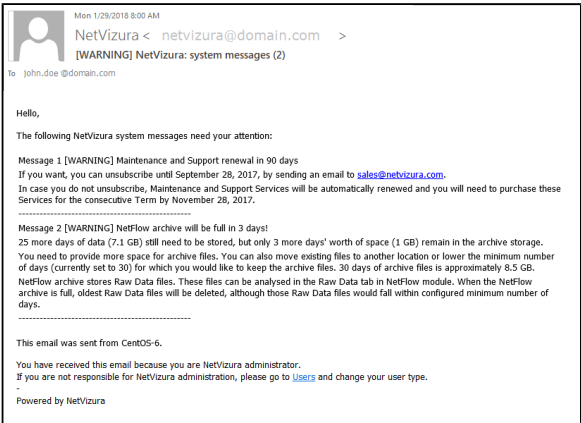 Mon 1/29/2018 8:00 AM
NetVizura < netvizura@domain.com >
[WARNING] NetVizura: system messages (2)
To john.doe @domain.com
Hello,
The following NetVizura system messages need your attention:
Message 1 [WARNING] Maintenance and Support renewal in 90 days
If you want, you can unsubscribe until September 28, 2017, by sending an email to sales@netvizura.com.
In case you do not unsubscribe, Maintenance and Support Services will be automatically renewed and you will need to purchase these
Services for the consecutive Term by November 28, 2017.
--------------------------------------------------
Message 2 [WARNING] NetFlow archive will be full in 3 days!
25 more days of data (7.1 GB) still need to be stored, but only 3 more days' worth of space (1 GB) remain in the archive storage.
You need to provide more space for archive files. You can also move existing files to another location or lower the minimum number
of days (currently set to 30) for which you would like to keep the archive files. 30 days of archive files is approximately 8.5 GB.
NetFlow archive stores Raw Data files. These files can be analysed in the Raw Data tab in NetFlow module. When the NetFlow
archive is full, oldest Raw Data files will be deleted, although those Raw Data files would fall within configured minimum number of
days.
--------------------------------------------------
This email was sent from CentOS-6.
You have received this email because you are NetVizura administrator.
If you are not responsible for NetVizura administration, please go to Users and change your user type.
-
Powered by NetVizura